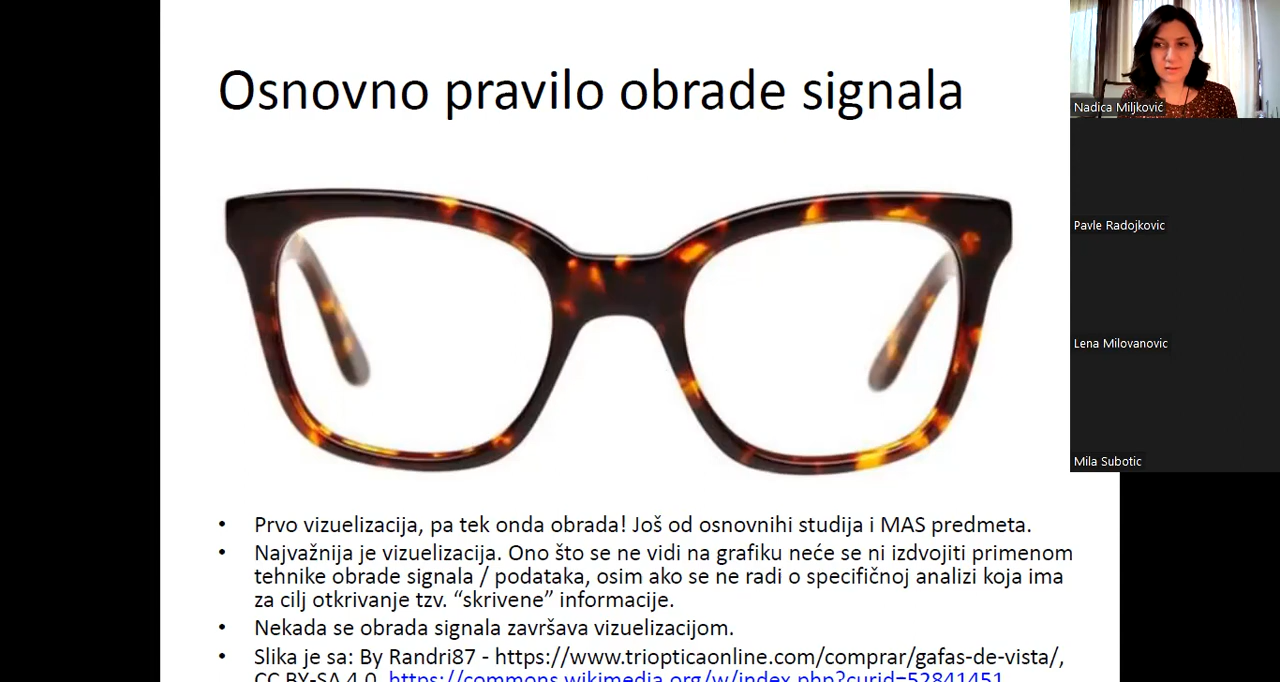 Osnovno pravilo obrade signala
• Prvo vizuelizacija, pa tek onda obrada! Još od osnovnihi studija i MAS predmeta.
• Najvažnija je vizuelizacija. Ono što se ne vidi na grafiku neće se ni izdvojiti primenom
tehnike obrade signala / podataka, osim ako se ne radi o specifičnoj analizi koja ima
za cilj otkrivanje tzv. “skrivene” informacije.
• Nekada se obrada signala završava vizuelizacijom.
• Slika je sa: By Randri87 - https://www.triopticaonline.com/comprar/gafas-de-vista/,
CC BY-SA 4.0, https://commons.wikimedia.org/w/index.php?curid=52841451
Nadica Miljković
Pavle Radojkovic
Lena Milovanovic
Mila Subotic